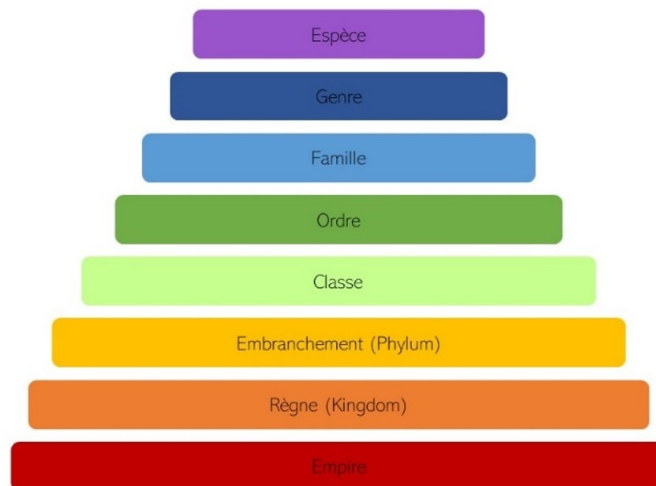 Espèce
Genre
Famille
Ordre
Classe
Embranchement (Phylum)
Règne (Kingdom)
Empire